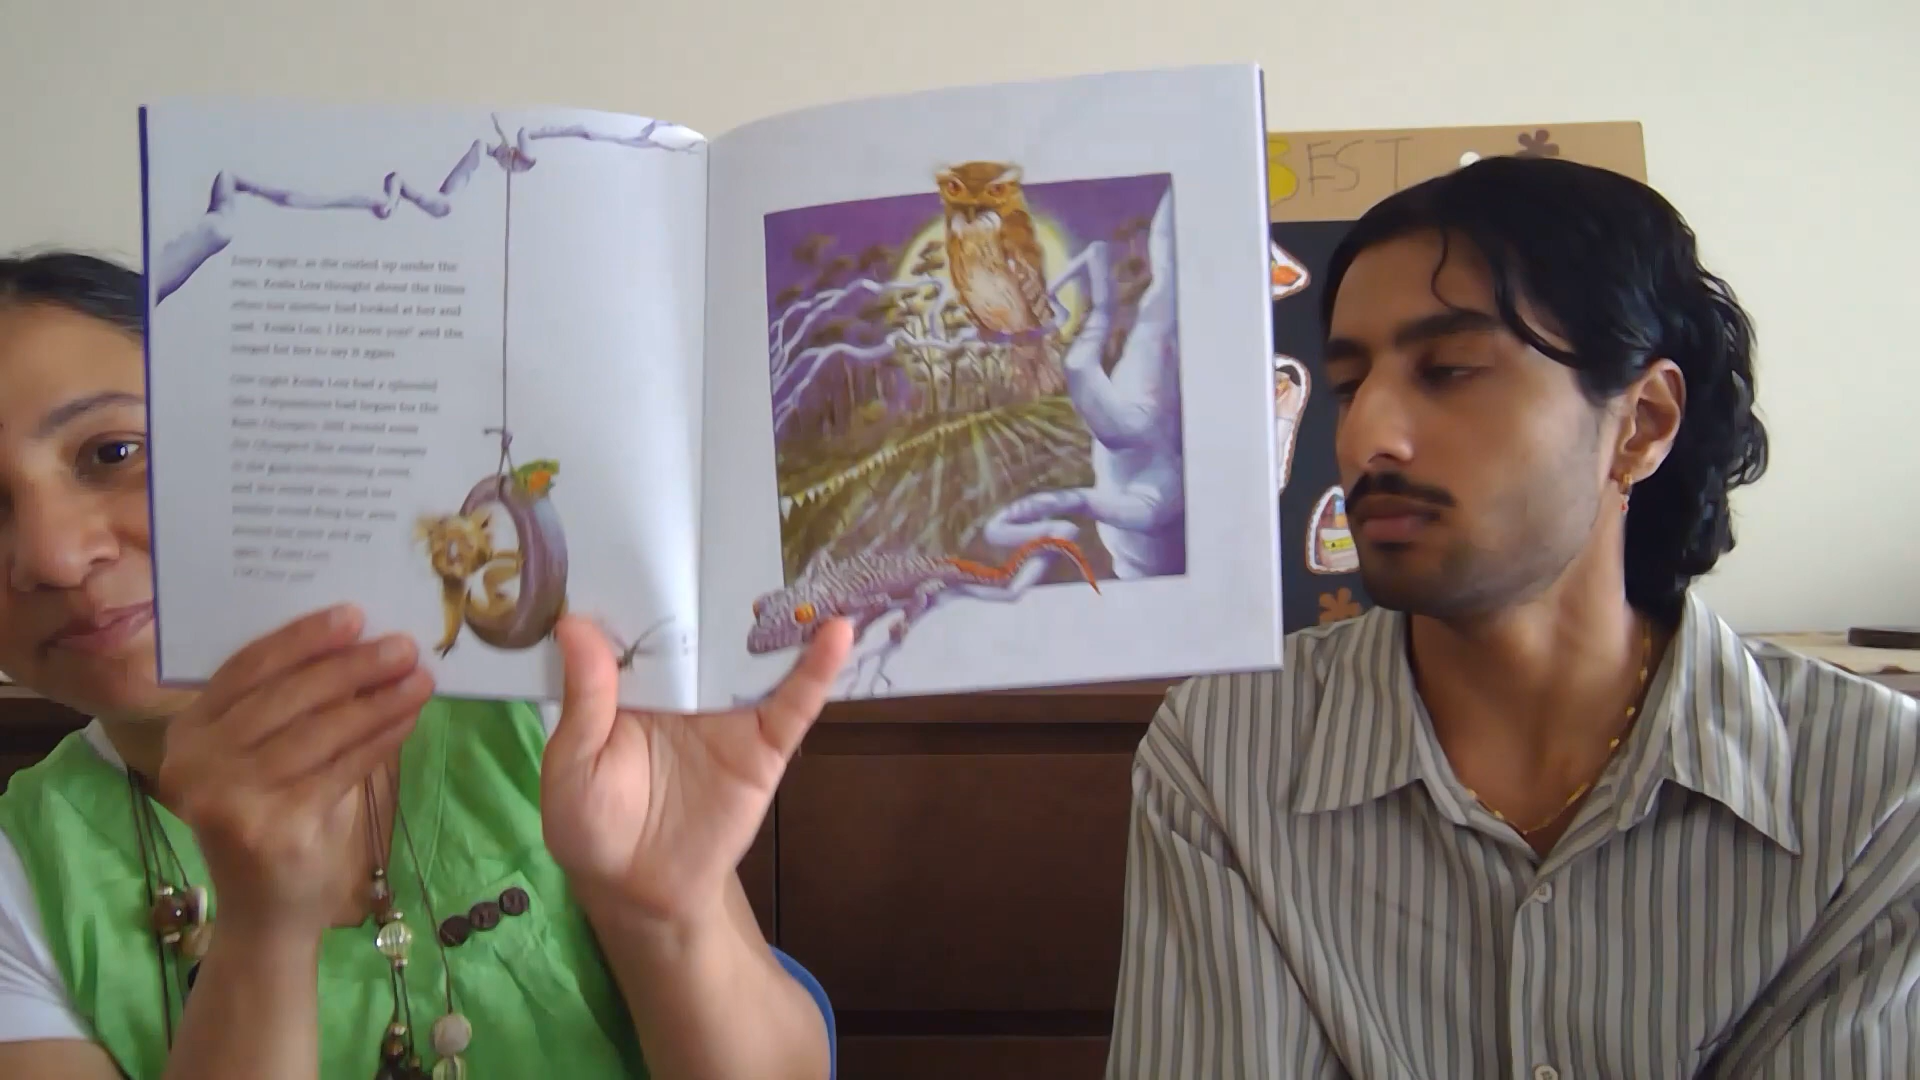 BEST
Every night, as she curled up under the
stars, Koala Lou thought about the times
when her mother had looked at her and
said, 'Koala Lou, I DO love you!' and she
longed for her to say it again.
One night Koala Lou had a splendid
idea. Preparations had begun for the
Bush Olympics. She would enter
the Olympics! She would compete
in the gum tree climbing event,
and she would win, and her
mother would fling her arms
around her neck and say
again, 'Koala Lou,
I DO love you!'